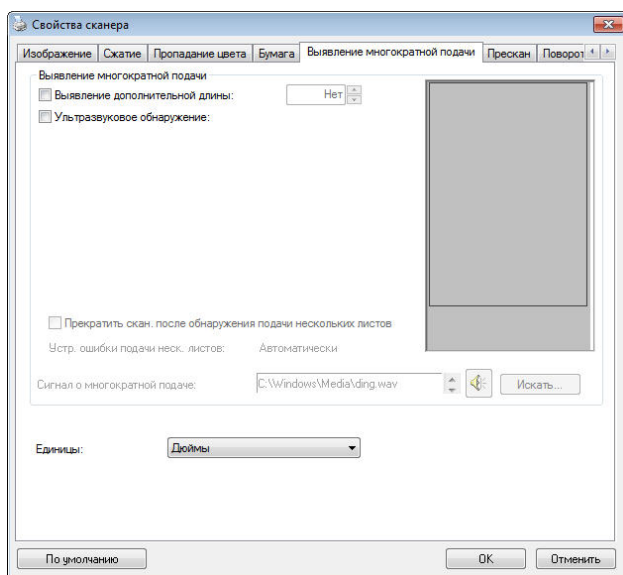 Свойства сканера
Изображение Сжатие Пропадание цвета Бумага Выявление многократной подачи Прескан Поворот
Выявление многократной подачи
Выявление дополнительной длины: Нет
Ультразвуковое обнаружение:
Прекратить скан. после обнаружения подачи нескольких листов
Устр. ошибки подачи неск. листов: Автоматически
Сигнал о многократной подаче: C:\Windows\Media\ding.wav Искать...
Единицы: Дюймы
По умолчанию OK Отменить